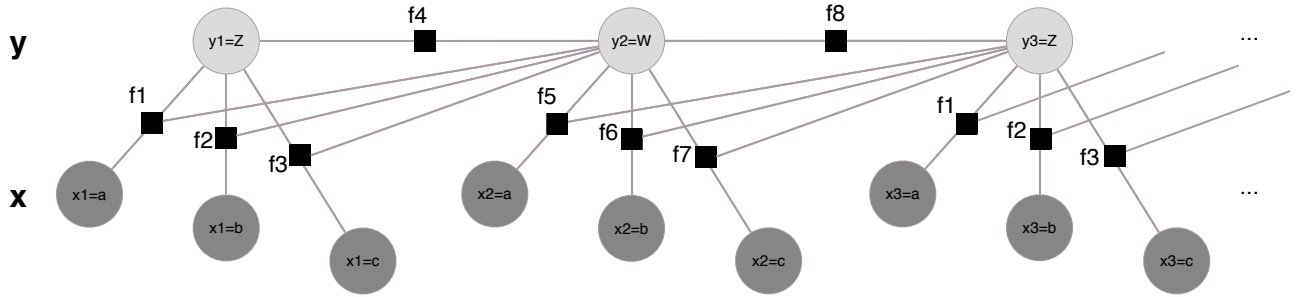 f4
f8
y
y1=Z
y2=W
y3=Z
...
f1
f2
f3
f5
f6
f7
f1
f2
f3
x
x1=a
x1=b
x1=c
x2=a
x2=b
x2=c
x3=a
x3=b
x3=c
...